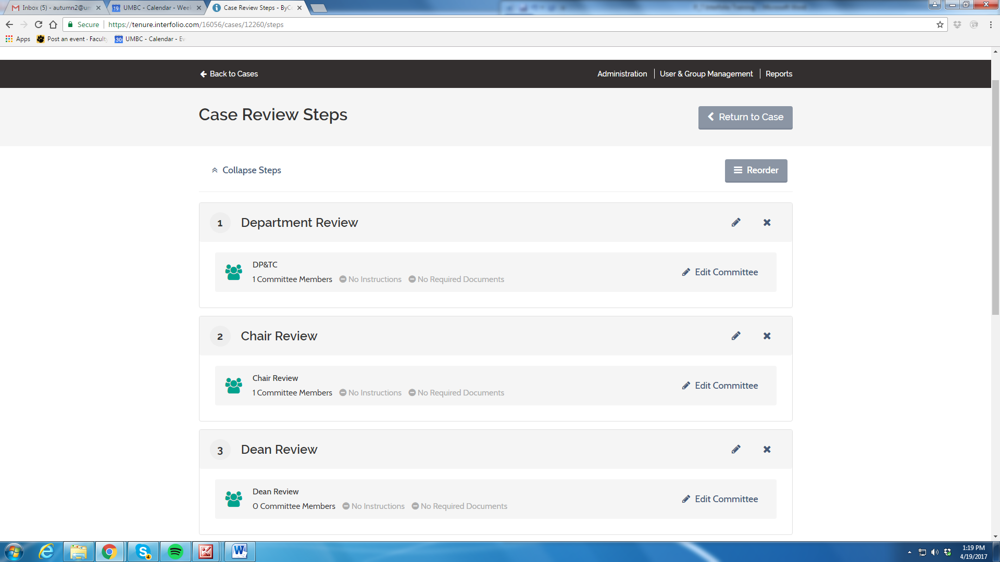 Inbox (5) - autumn2@um
UMBC - Calendar - Week
Case Review Steps - ByC
Secure
https://tenure.interfolio.com/16056/cases/12260/steps
Apps
Post an event · Facult
UMBC - Calendar - Ev
Back to Cases
Administration
User & Group Management
Reports
Case Review Steps
Return to Case
Collapse Steps
Reorder
1 Department Review
DP&TC
1 Committee Members No Instructions No Required Documents
Edit Committee
2 Chair Review
Chair Review
1 Committee Members No Instructions No Required Documents
Edit Committee
3 Dean Review
Dean Review
0 Committee Members No Instructions No Required Documents
Edit Committee
1:19 PM
4/19/2017